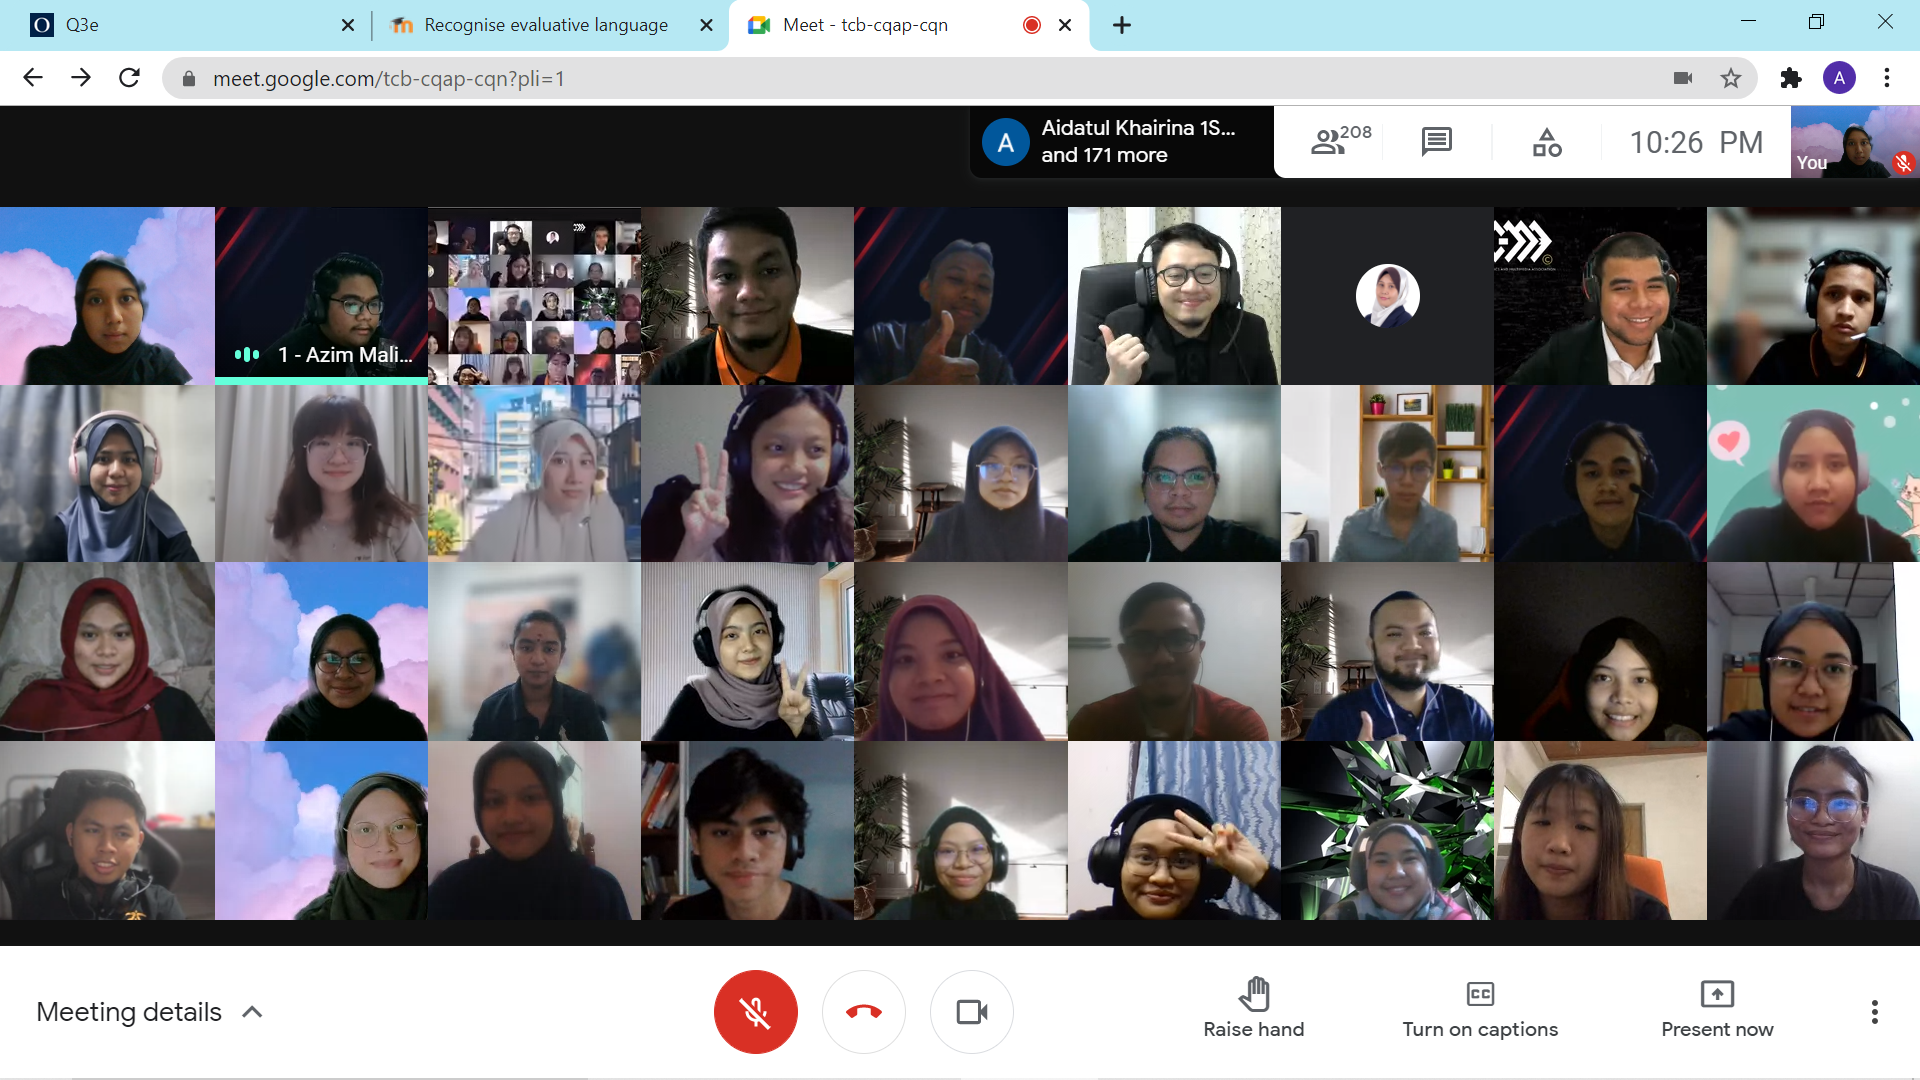 Q3e
Recognise evaluative language
Meet - tcb-cqap-cqn
meet.google.com/tcb-cqap-cqn?pli=1
A
A
Aidatul Khairina 1S...
and 171 more
208
10:26 PM
You
1 - Azim Mali...
Meeting details
Raise hand
CC
Turn on captions
Present now